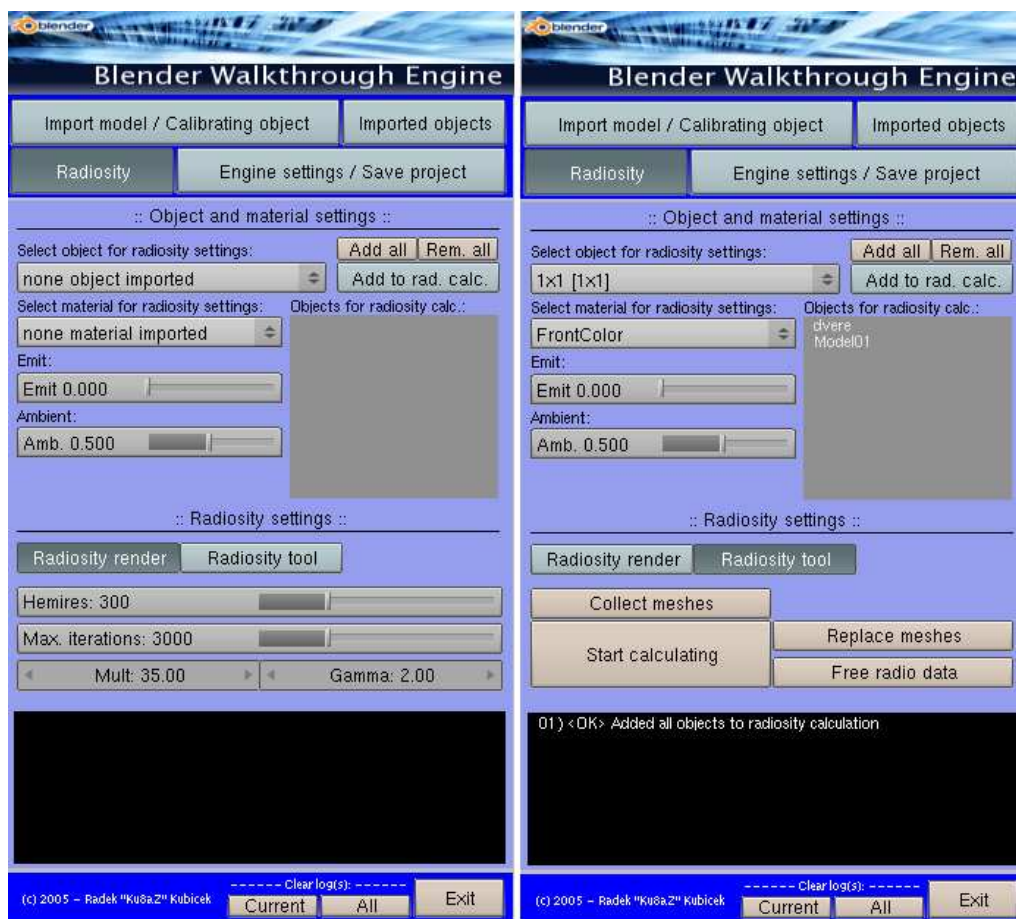 blender
Blender Walkthrough Engine
Import model / Calibrating object
Imported objects
Radiosity
Engine settings / Save project
:: Object and material settings ::
Select object for radiosity settings:
Add all
Rem. all
none object imported
Add to rad. calc.
Select material for radiosity settings:
Objects for radiosity calc.:
none material imported
Emit:
Emit 0.000
Ambient:
Amb. 0.500
:: Radiosity settings ::
Radiosity render
Radiosity tool
Hemires: 300
Max. iterations: 3000
Mult: 35.00
Gamma: 2.00
(c) 2005 – Radek "Ku8a.Z" Kubicek
------ Clear log(s): ------
Current
All
Exit
blender
Blender Walkthrough Engine
Import model / Calibrating object
Imported objects
Radiosity
Engine settings / Save project
:: Object and material settings ::
Select object for radiosity settings:
Add all
Rem. all
1x1 [1x1]
Add to rad. calc.
Select material for radiosity settings:
Objects for radiosity calc.:
FrontColor
dvere
Model01
Emit:
Emit 0.000
Ambient:
Amb. 0.500
:: Radiosity settings ::
Radiosity render
Radiosity tool
Collect meshes
Start calculating
Replace meshes
Free radio data
01) <OK> Added all objects to radiosity calculation
(c) 2005 – Radek "Ku8a.Z" Kubicek
------ Clear log(s): ------
Current
All
Exit